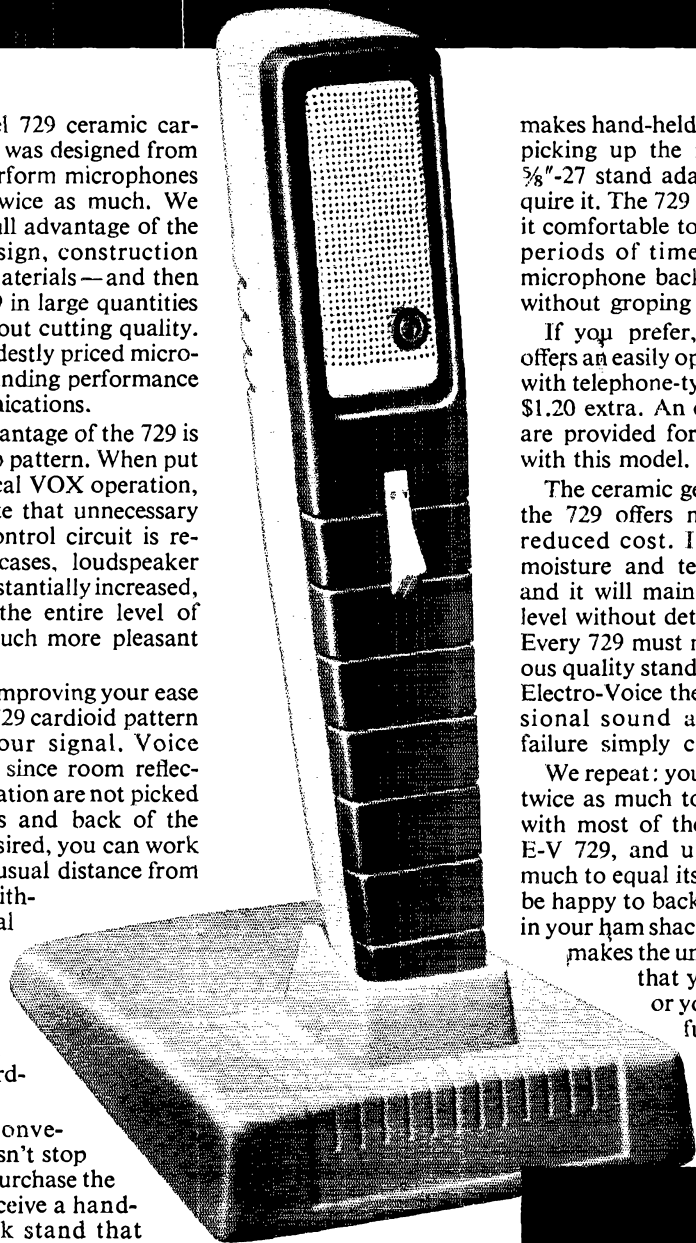 el 729 ceramic car-
was designed from
rform microphones
wice as much. We
ull advantage of the
sign, construction
aterials—and then
9 in large quantities
out cutting quality.
destly priced micro-
nding performance
nications.
antage of the 729 is
p pattern. When put
cal VOX operation,
te that unnecessary
ontrol circuit is re-
cases, loudspeaker
stantially increased,
the entire level of
uch more pleasant
mproving your ease
729 cardioid pattern
our signal. Voice
since room reflec-
ation are not picked
s and back of the
sired, you can work
usual distance from
ith-
al
rd-
onve-
sn't stop
urchase the
ceive a hand-
k stand that
makes hand-held
picking up the
⅝"-27 stand ada
quire it. The 729
it comfortable to
periods of time
microphone back
without groping
If you prefer,
offers an easily op
with telephone-ty
$1.20 extra. An
are provided for
with this model.
The ceramic ge
the 729 offers n
reduced cost. I
moisture and te
and it will main
level without det
Every 729 must n
ous quality stand
Electro-Voice the
sional sound a
failure simply c
We repeat: you
twice as much to
with most of the
E-V 729, and u
much to equal its
be happy to back
in your ham shac
makes the un
that y
or yo
fu